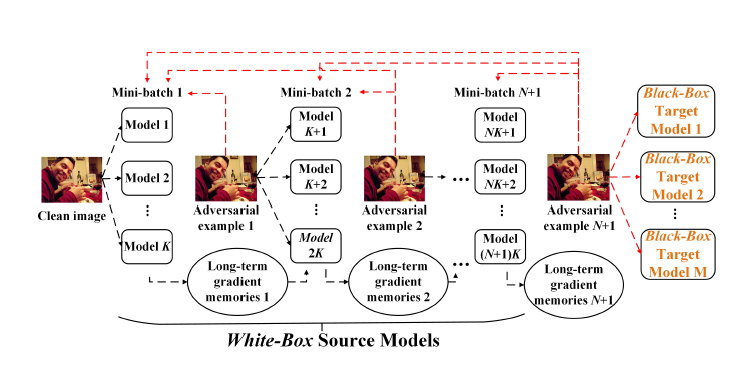 Mini-batch 1
Mini-batch 2
Mini-batch N+1
Model 1
Model 2
⋮
Model K
Clean image
Adversarial
example 1
Model
K+1
Model
K+2
⋮
Model
2K
Adversarial
example 2
...
...
Model
NK+1
Model
NK+2
⋮
Model
(N+1)K
Adversarial
example N+1
Black-Box
Target
Model 1
Black-Box
Target
Model 2
⋮
Black-Box
Target
Model M
Long-term
gradient
memories 1
Long-term
gradient
memories 2
Long-term
gradient
memories N+1
White-Box Source Models